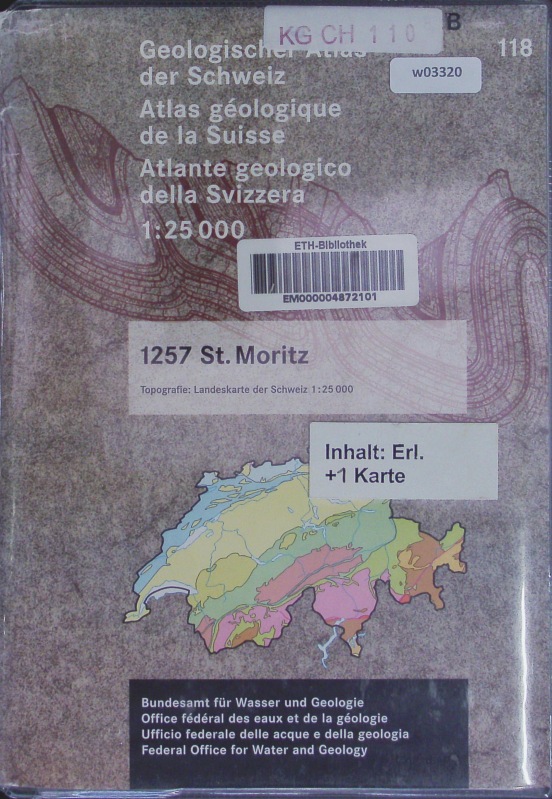 KG CH 110
B
118
w03320
Geologischer Atlas
der Schweiz
Atlas géologique
de la Suisse
Atlante geologico
della Svizzera
1:25 000
ETH-Bibliothek
EM000004872101
1257 St. Moritz
Topografie: Landeskarte der Schweiz 1:25 000
Inhalt: Erl.
+1 Karte
Bundesamt für Wasser und Geologie
Office fédéral des eaux et de la géologie
Ufficio federale delle acque e della geologia
Federal Office for Water and Geology